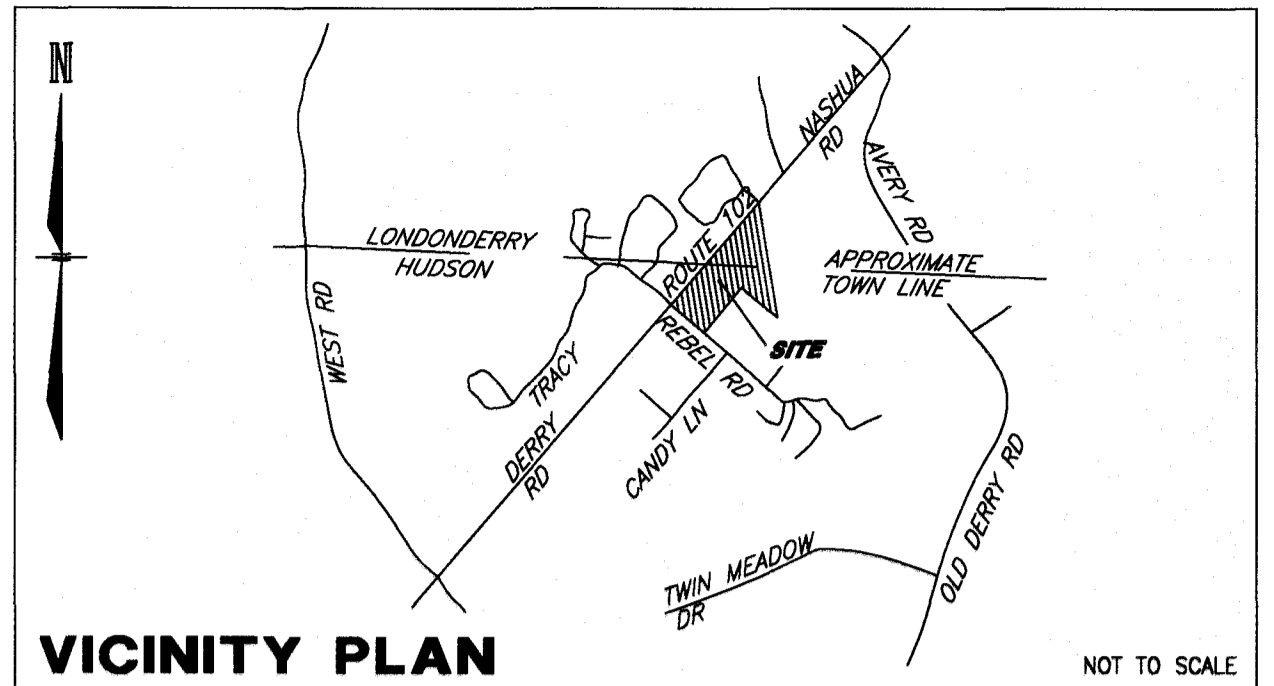 N
NASHUA
RD
AVERY RD
ROUTE 102
LONDONDERRY
HUDSON
APPROXIMATE
TOWN LINE
WEST RD
REBEL RD
SITE
TRACY
DERRY
RD
CANDY LN
OLD DERRY RD
TWIN MEADOW
DR
VICINITY PLAN
NOT TO SCALE